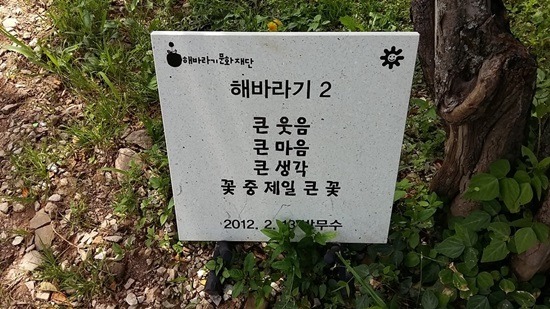 해바라기문화재단
해바라기 2
큰 웃음
큰 마음
큰 생각
꽃 중 제일 큰 꽃
2012. 2.